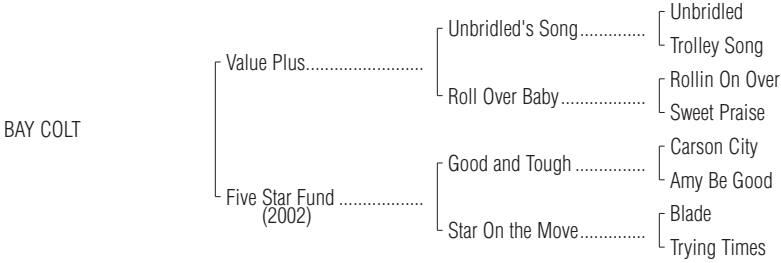 Unbridled
Unbridled's Song..............
Trolley Song
Value Plus.........................
Rollin On Over
Roll Over Baby..................
Sweet Praise
BAY COLT
Carson City
Good and Tough ...............
Amy Be Good
Five Star Fund ..................
(2002)
Blade
Star On the Move..............
Trying Times